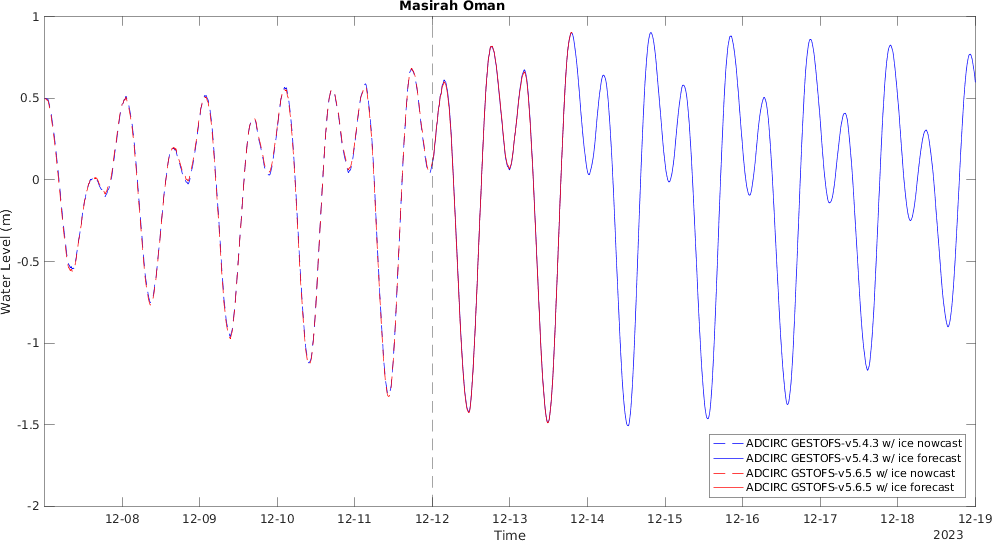 Masirah Oman
1
0.5
0
-0.5
-1
-1.5
-2
Water Level (m)
ADCIRC GESTOFS-v5.4.3 w/ ice nowcast
ADCIRC GESTOFS-v5.4.3 w/ ice forecast
ADCIRC GSTOFS-v5.6.5 w/ ice nowcast
ADCIRC GSTOFS-v5.6.5 w/ ice forecast
12-08 12-09 12-10 12-11 12-12 12-13 12-14 12-15 12-16 12-17 12-18 12-19
Time
2023